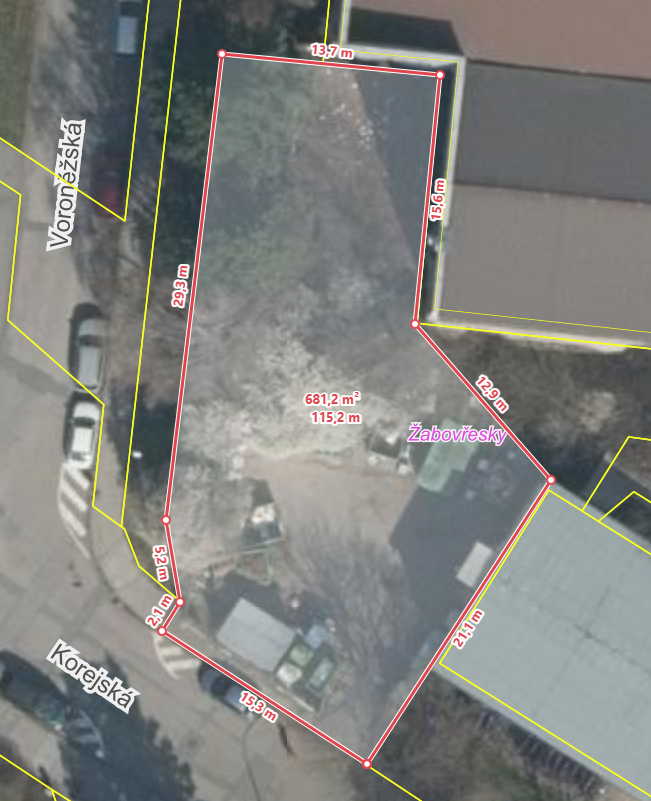 13,7 m
Voroněžská
15,6 m
29,3 m
12,9 m
681,2 m²
115,2 m
Žabovřesky
5,2 m
2,1 m
21,1 m
Korejská
15,3 m